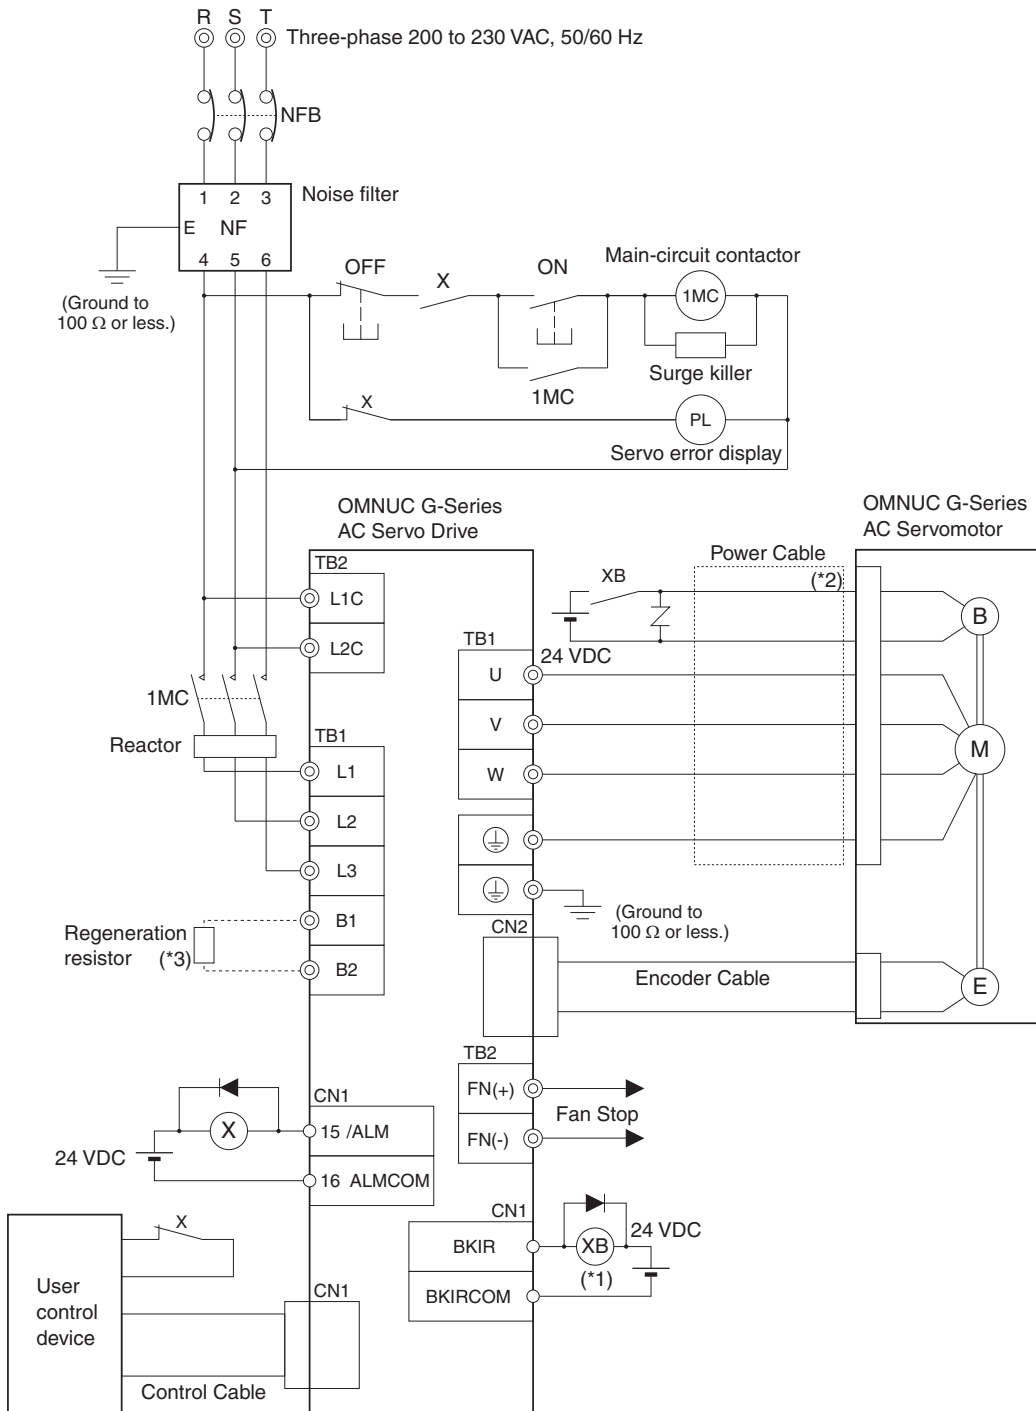 R S T
Three-phase 200 to 230 VAC, 50/60 Hz
NFB
1 2 3
Noise filter
E NF
4 5 6
(Ground to
100 Ω or less.)
OFF
X
ON
Main-circuit contactor
1MC
Surge killer
1MC
X
PL
Servo error display
OMNUC G-Series
AC Servo Drive
OMNUC G-Series
AC Servomotor
TB2
L1C
L2C
XB
Power Cable
(*2)
B
24 VDC
TB1
U
V
W
M
1MC
Reactor
TB1
L1
L2
L3
B1
B2
Regeneration
resistor (*3)
(Ground to
100 Ω or less.)
CN2
Encoder Cable
E
TB2
FN(+)
FN(-)
Fan Stop
CN1
X
15 /ALM
24 VDC
16 ALMCOM
CN1
BKIR
XB
24 VDC
(*1)
BKIRCOM
X
User
control
device
CN1
Control Cable